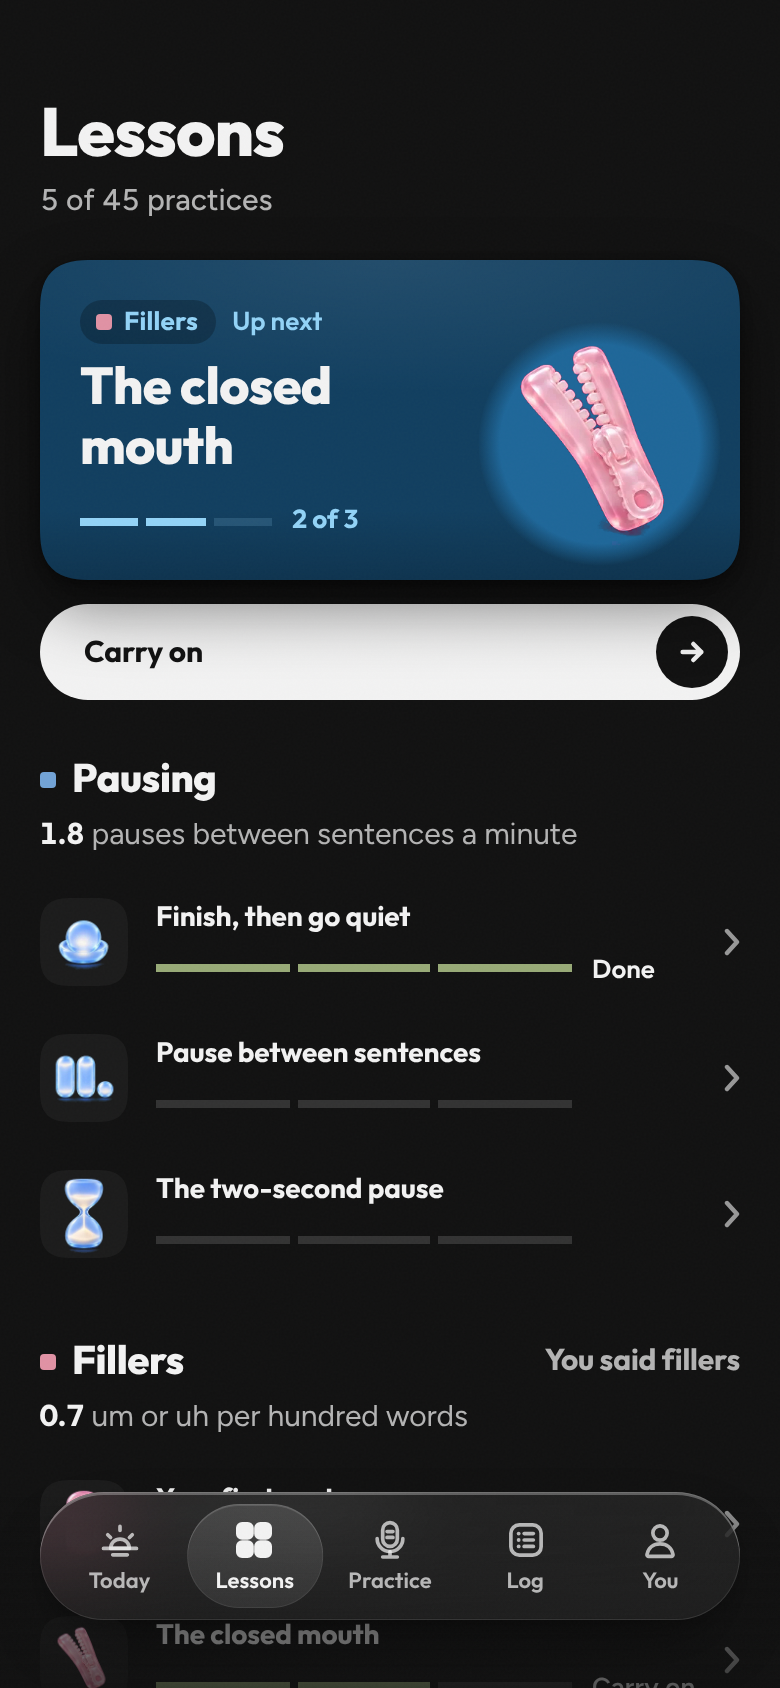 Lessons
5 of 45 practices
Fillers Up next
The closed
mouth
2 of 3
Carry on
Pausing
1.8 pauses between sentences a minute
Finish, then go quiet
Done
Pause between sentences
The two-second pause
Fillers You said fillers
0.7 um or uh per hundred words
Today Lessons Practice Log You
The closed mouth
Carry on